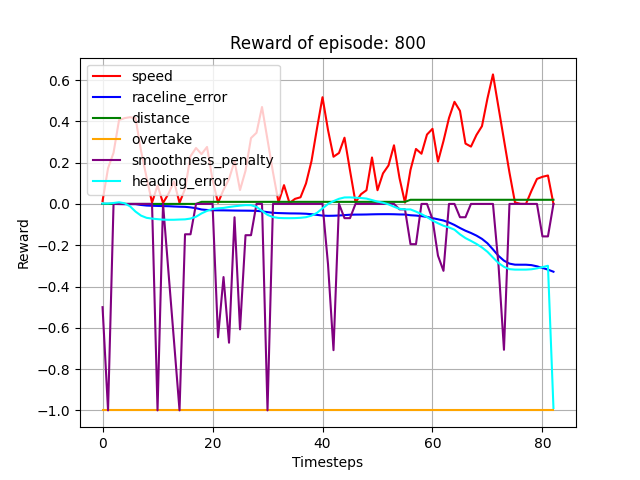 Reward of episode: 800
speed
raceline_error
distance
overtake
smoothness_penalty
heading_error
0.6
0.4
0.2
0.0
−0.2
−0.4
−0.6
−0.8
−1.0
Reward
0 20 40 60 80
Timesteps